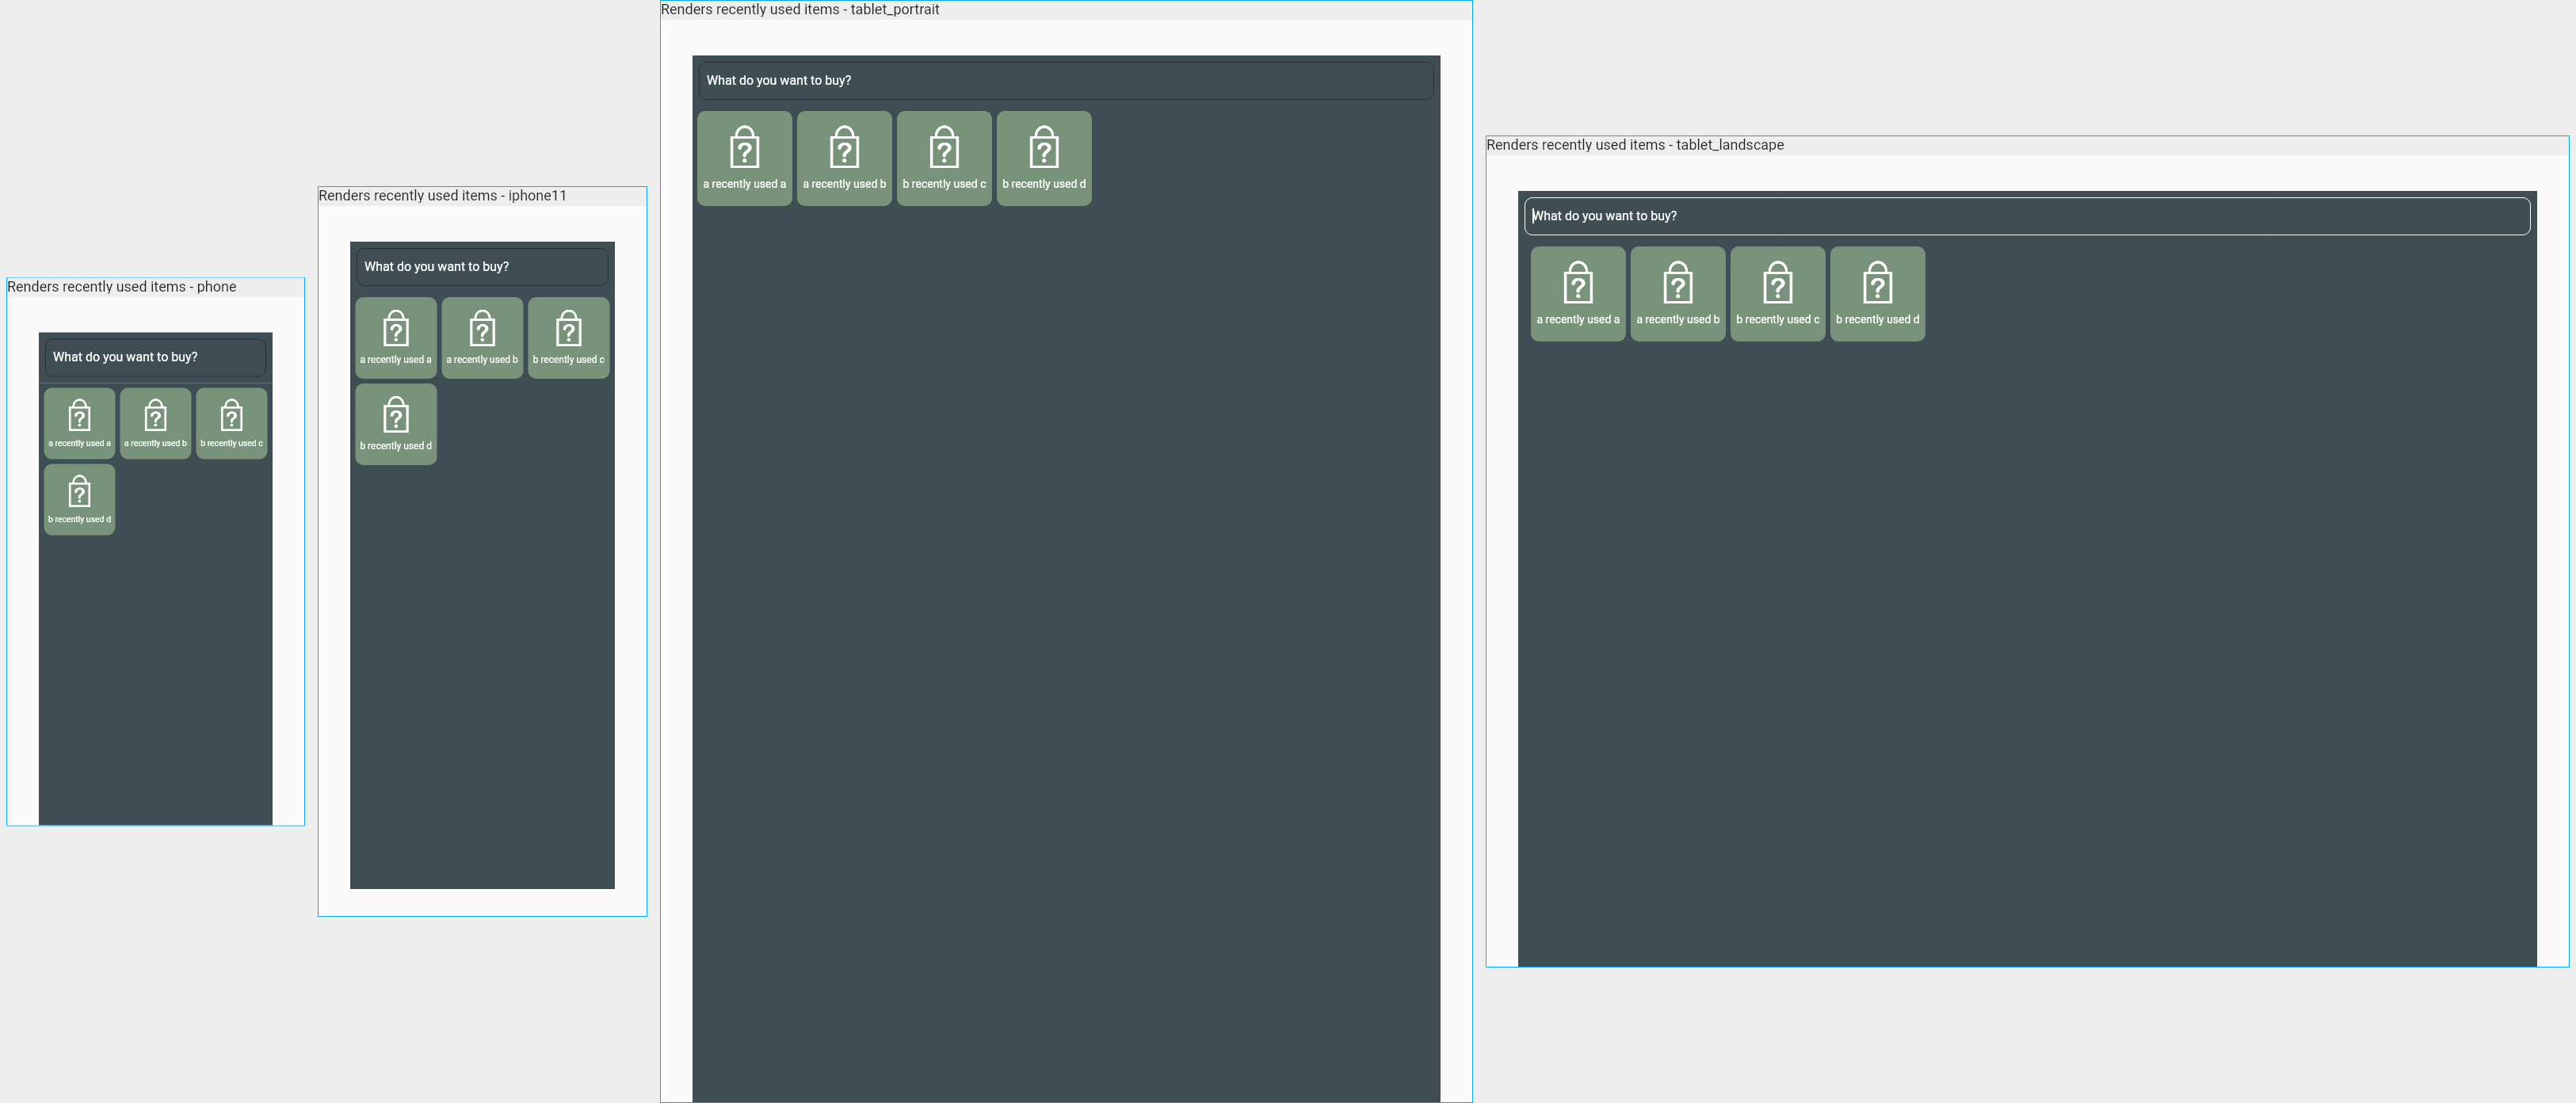 Renders recently used items - phone
What do you want to buy?
a recently used a
a recently used b
b recently used c
b recently used d
Renders recently used items - iphone11
What do you want to buy?
a recently used a
a recently used b
b recently used c
b recently used d
Renders recently used items - tablet_portrait
What do you want to buy?
a recently used a
a recently used b
b recently used c
b recently used d
Renders recently used items - tablet_landscape
What do you want to buy?
a recently used a
a recently used b
b recently used c
b recently used d